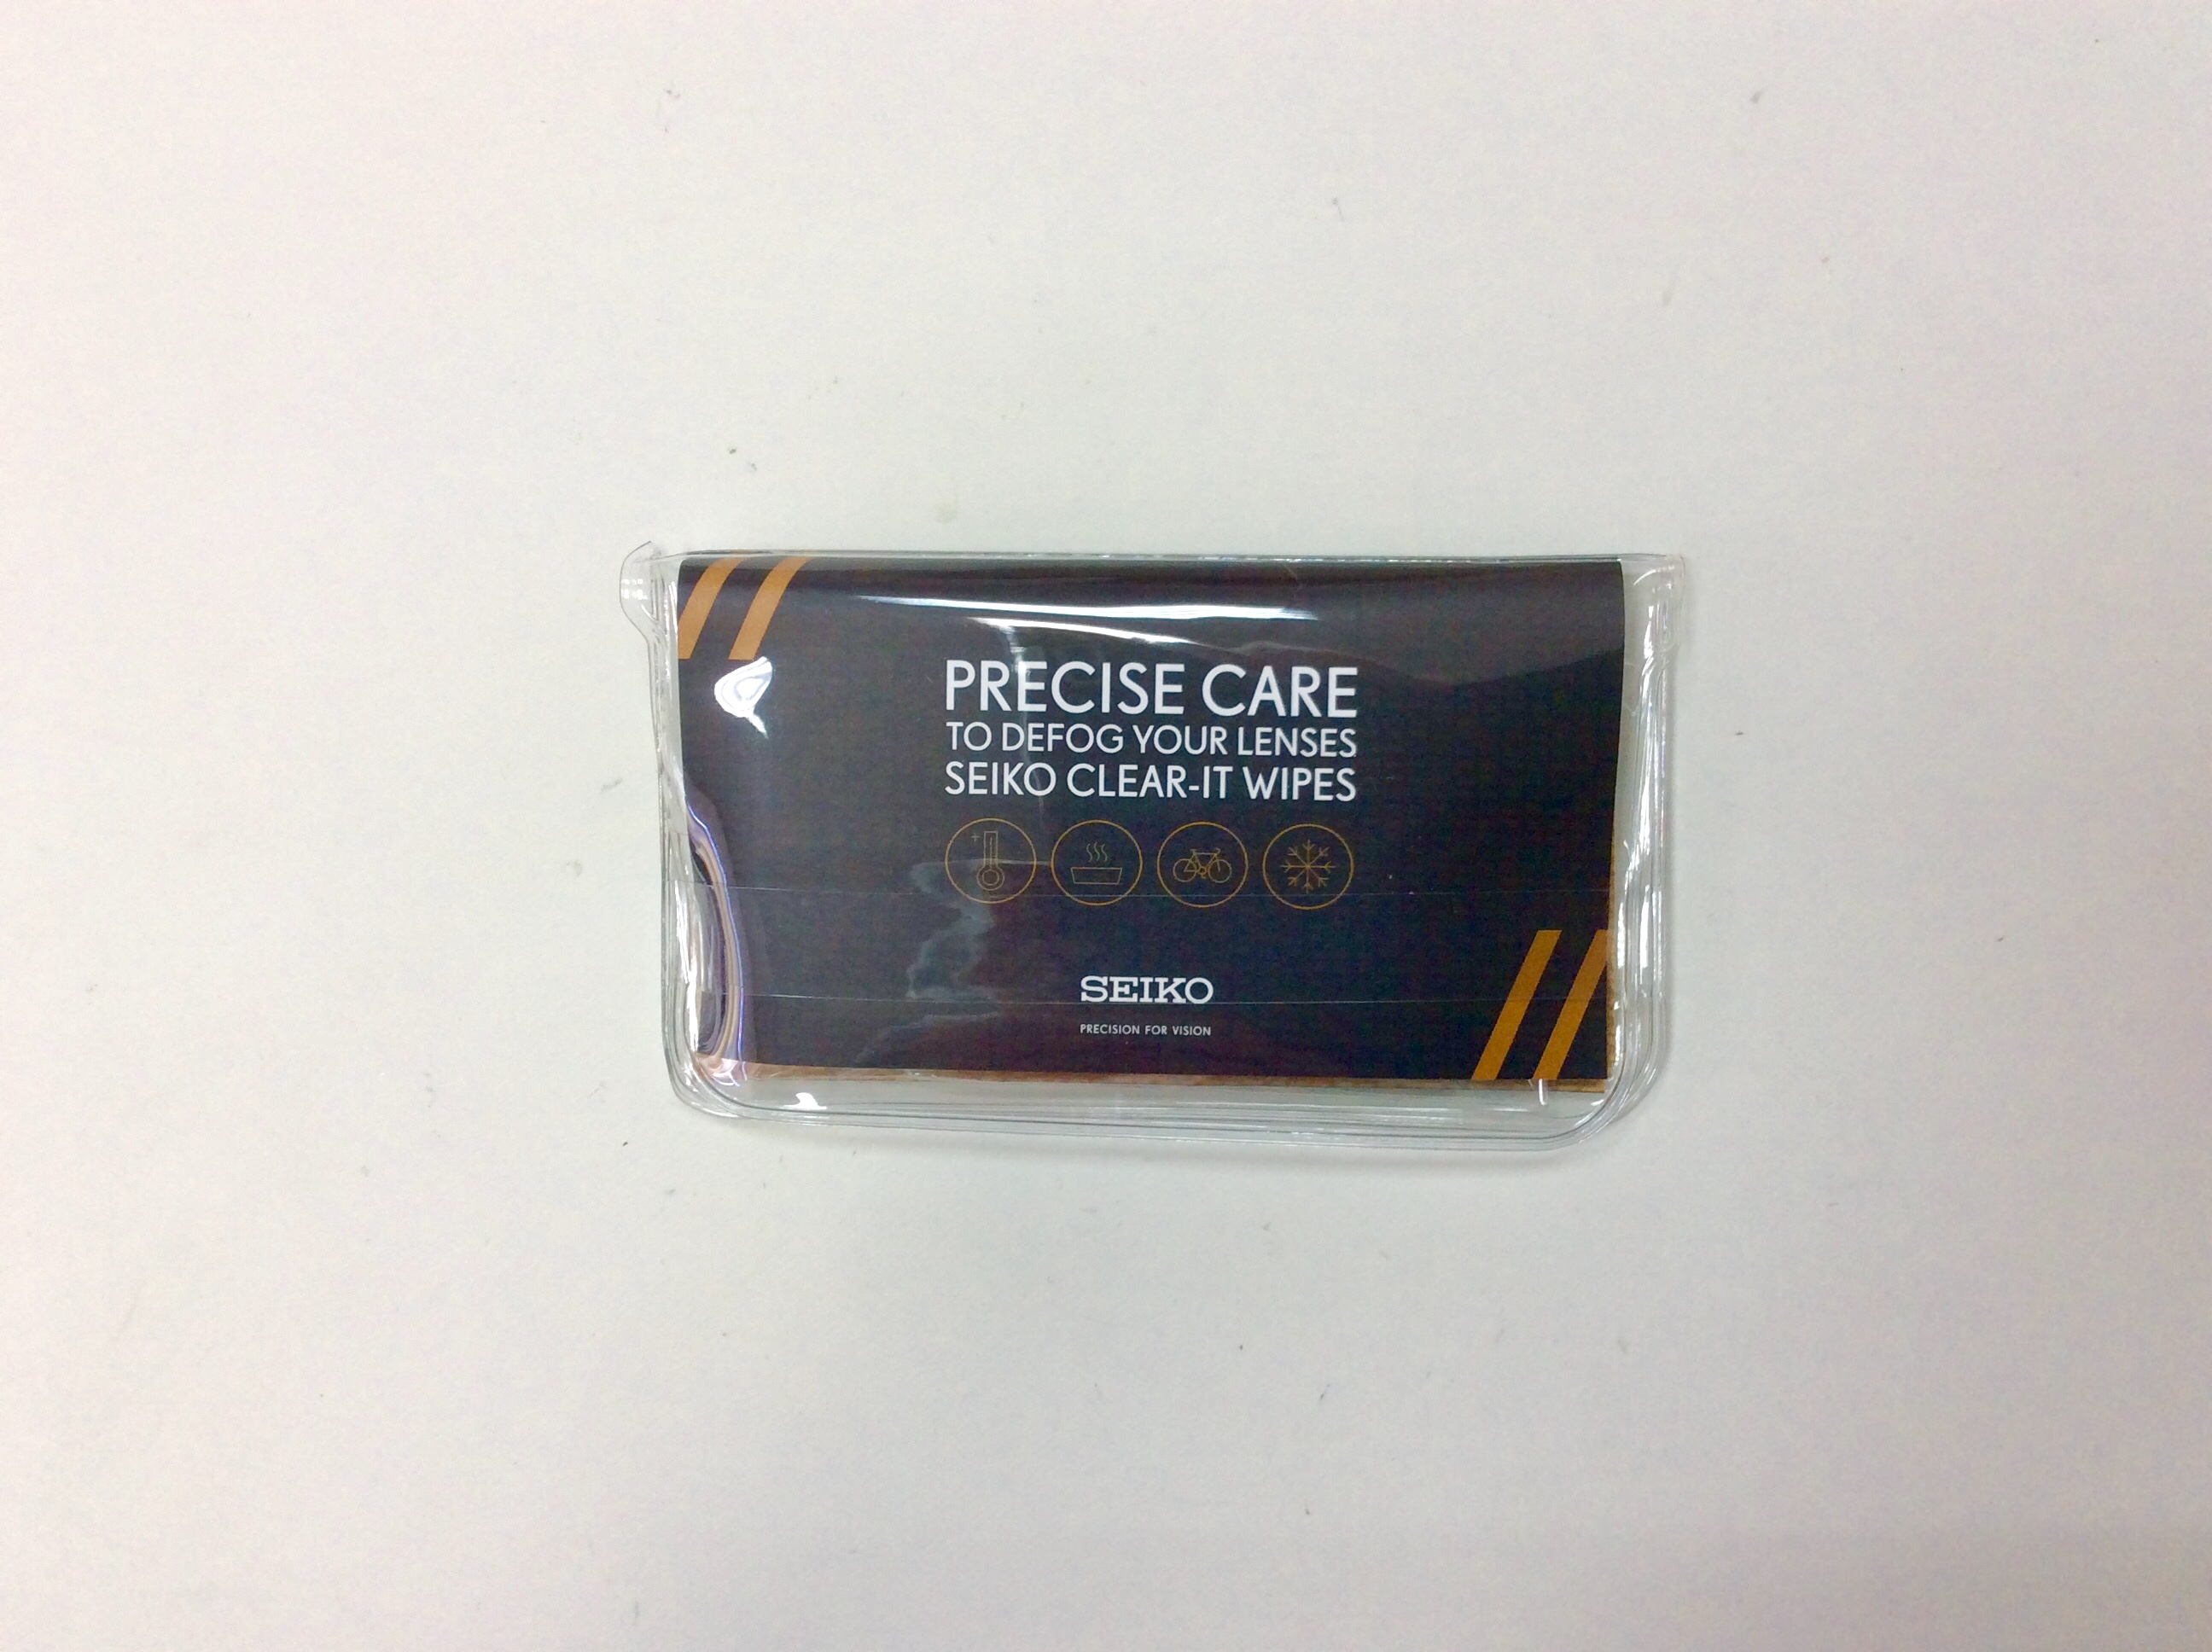 PRECISE CARE
TO DEFOG YOUR LENSES
SEIKO CLEAR-IT WIPES
SEIKO
PRECISION FOR VISION